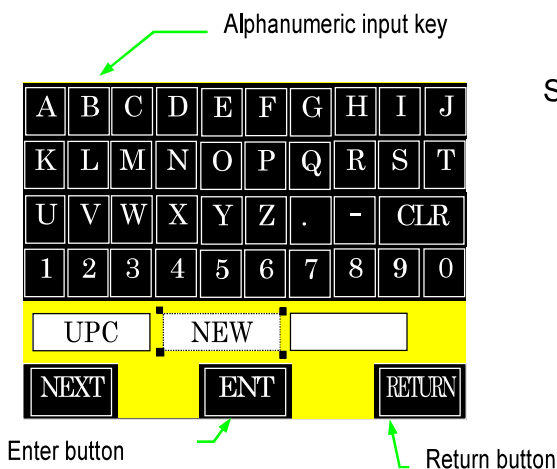 Alphanumeric input key
S
A B C D E F G H I J
K L M N O P Q R S T
U V W X Y Z . - CLR
1 2 3 4 5 6 7 8 9 0
UPC NEW
NEXT ENT RETURN
Enter button
Return button